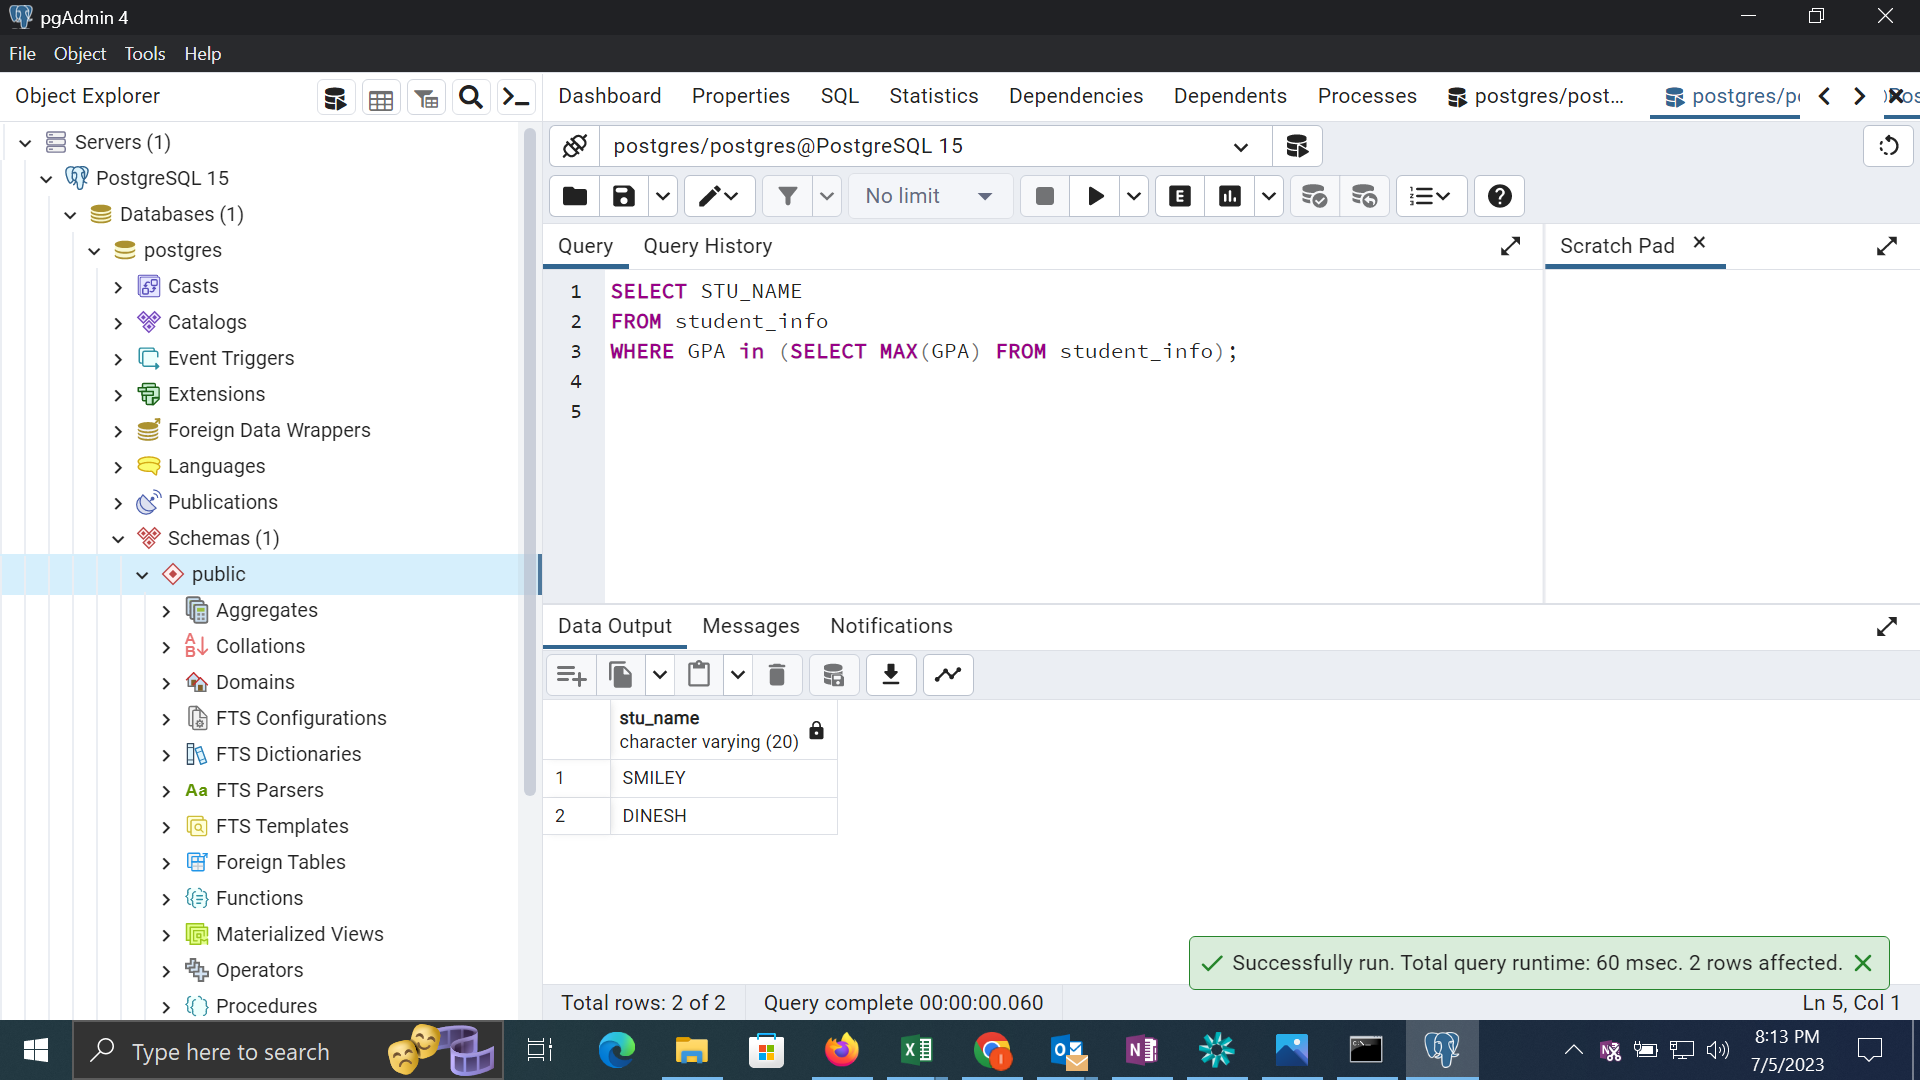 pgAdmin 4
File Object Tools Help
Object Explorer
Dashboard Properties SQL Statistics Dependencies Dependents Processes postgres/post...
Servers (1)
PostgreSQL 15
Databases (1)
postgres
Casts
Catalogs
Event Triggers
Extensions
Foreign Data Wrappers
Languages
Publications
Schemas (1)
public
Aggregates
Collations
Domains
FTS Configurations
FTS Dictionaries
Aa FTS Parsers
FTS Templates
Foreign Tables
Functions
Materialized Views
Operators
Procedures
postgres/postgres@PostgreSQL 15
No limit
E
Query Query History
Scratch Pad
1 SELECT STU_NAME
2 FROM student_info
3 WHERE GPA in (SELECT MAX(GPA) FROM student_info);
4
5
Data Output Messages Notifications
stu_name
character varying (20)
1 SMILEY
2 DINESH
Successfully run. Total query runtime: 60 msec. 2 rows affected.
Total rows: 2 of 2 Query complete 00:00:00.060 Ln 5, Col 1
Type here to search
8:13 PM
7/5/2023